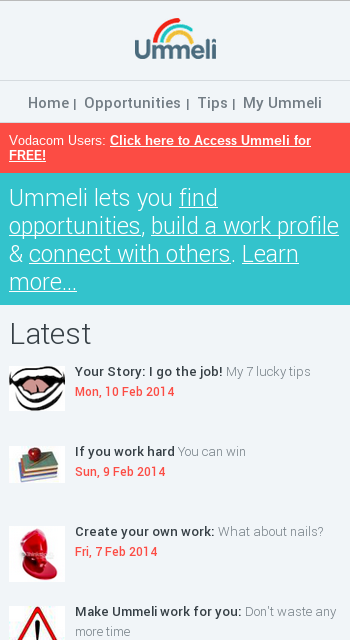 Ummeli
Home | Opportunities | Tips | My Ummeli
Vodacom Users: Click here to Access Ummeli for
FREE!
Ummeli lets you find
opportunities, build a work profile
& connect with others. Learn
more...
Latest
Your Story: I go the job! My 7 lucky tips
Mon, 10 Feb 2014
If you work hard You can win
Sun, 9 Feb 2014
Create your own work: What about nails?
Fri, 7 Feb 2014
Make Ummeli work for you: Don't waste any
more time